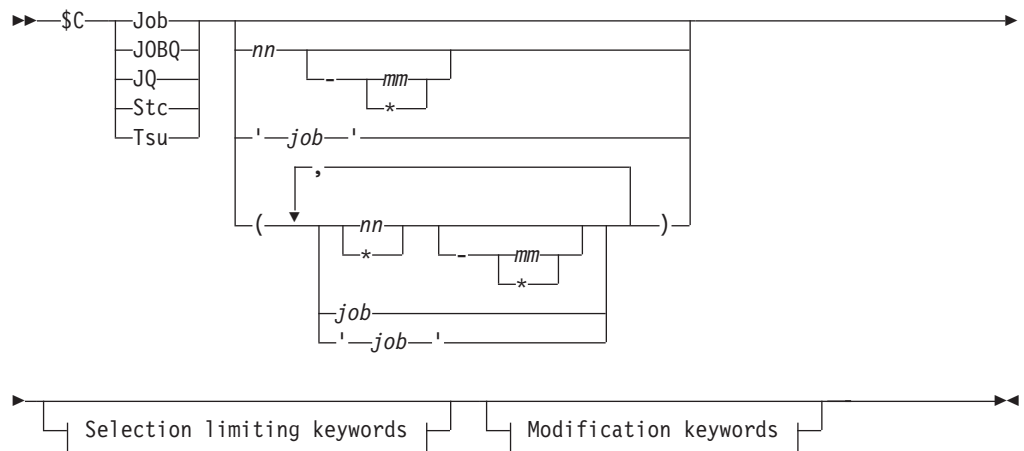 $C Job
JOBQ nn
JQ - mm
Stc *
Tsu ' job '
,
( nn )
* - mm
*
job
' job '
Selection limiting keywords Modification keywords